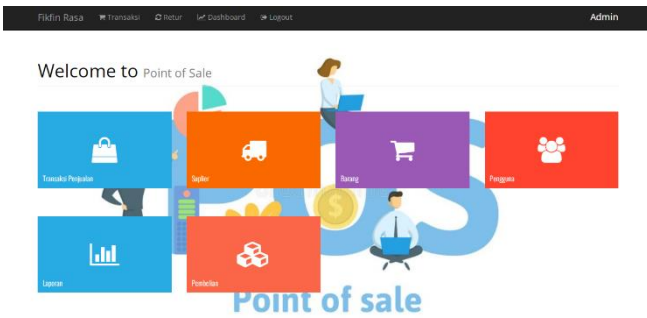 Fikfin Rasa Transaksi Retur Dashboard Logout Admin
Welcome to Point of Sale
Transaksi Penjualan Suplier Barang Pengguna
Laporan Pembelian
Point of sale